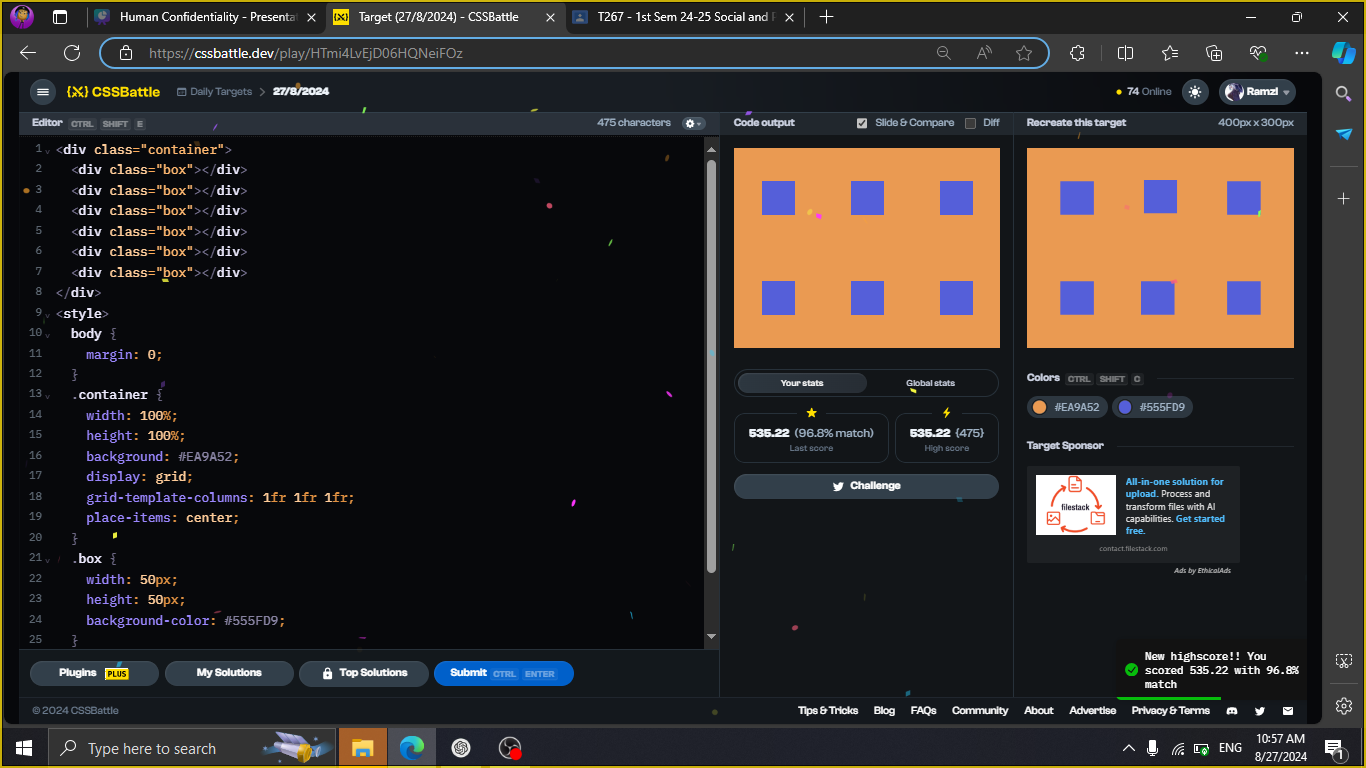 Human Confidentiality - Presenta
Target (27/8/2024) - CSSBattle
T267 - 1st Sem 24-25 Social and P
https://cssbattle.dev/play/HTmi4LvEjD06HQNeiFOz
{X} CSSBattle
Daily Targets > 27/8/2024
74 Online
Ramzi
Editor CTRL SHIFT E
475 characters
Code output
Slide & Compare
Diff
Recreate this target
400px x 300px
1 <div class="container">
2 <div class="box"></div>
3 <div class="box"></div>
4 <div class="box"></div>
5 <div class="box"></div>
6 <div class="box"></div>
7 <div class="box"></div>
8 </div>
9 <style>
10 body {
11 margin: 0;
12 }
13 .container {
14 width: 100%;
15 height: 100%;
16 background: #EA9A52;
17 display: grid;
18 grid-template-columns: 1fr 1fr 1fr;
19 place-items: center;
20 }
21 .box {
22 width: 50px;
23 height: 50px;
24 background-color: #555FD9;
25 }
Your stats
Global stats
535.22 (96.8% match)
Last score
535.22 {475}
High score
Challenge
Colors CTRL SHIFT C
#EA9A52
#555FD9
Target Sponsor
filestack
All-in-one solution for
upload. Process and
transform files with AI
capabilities. Get started
free.
contact.filestack.com
Ads by EthicalAds
New highscore!! You
scored 535.22 with 96.8%
match
Plugins PLUS
My Solutions
Top Solutions
Submit CTRL ENTER
© 2024 CSSBattle
Tips & Tricks
Blog
FAQs
Community
About
Advertise
Privacy & Terms
Type here to search
ENG
10:57 AM
8/27/2024
1